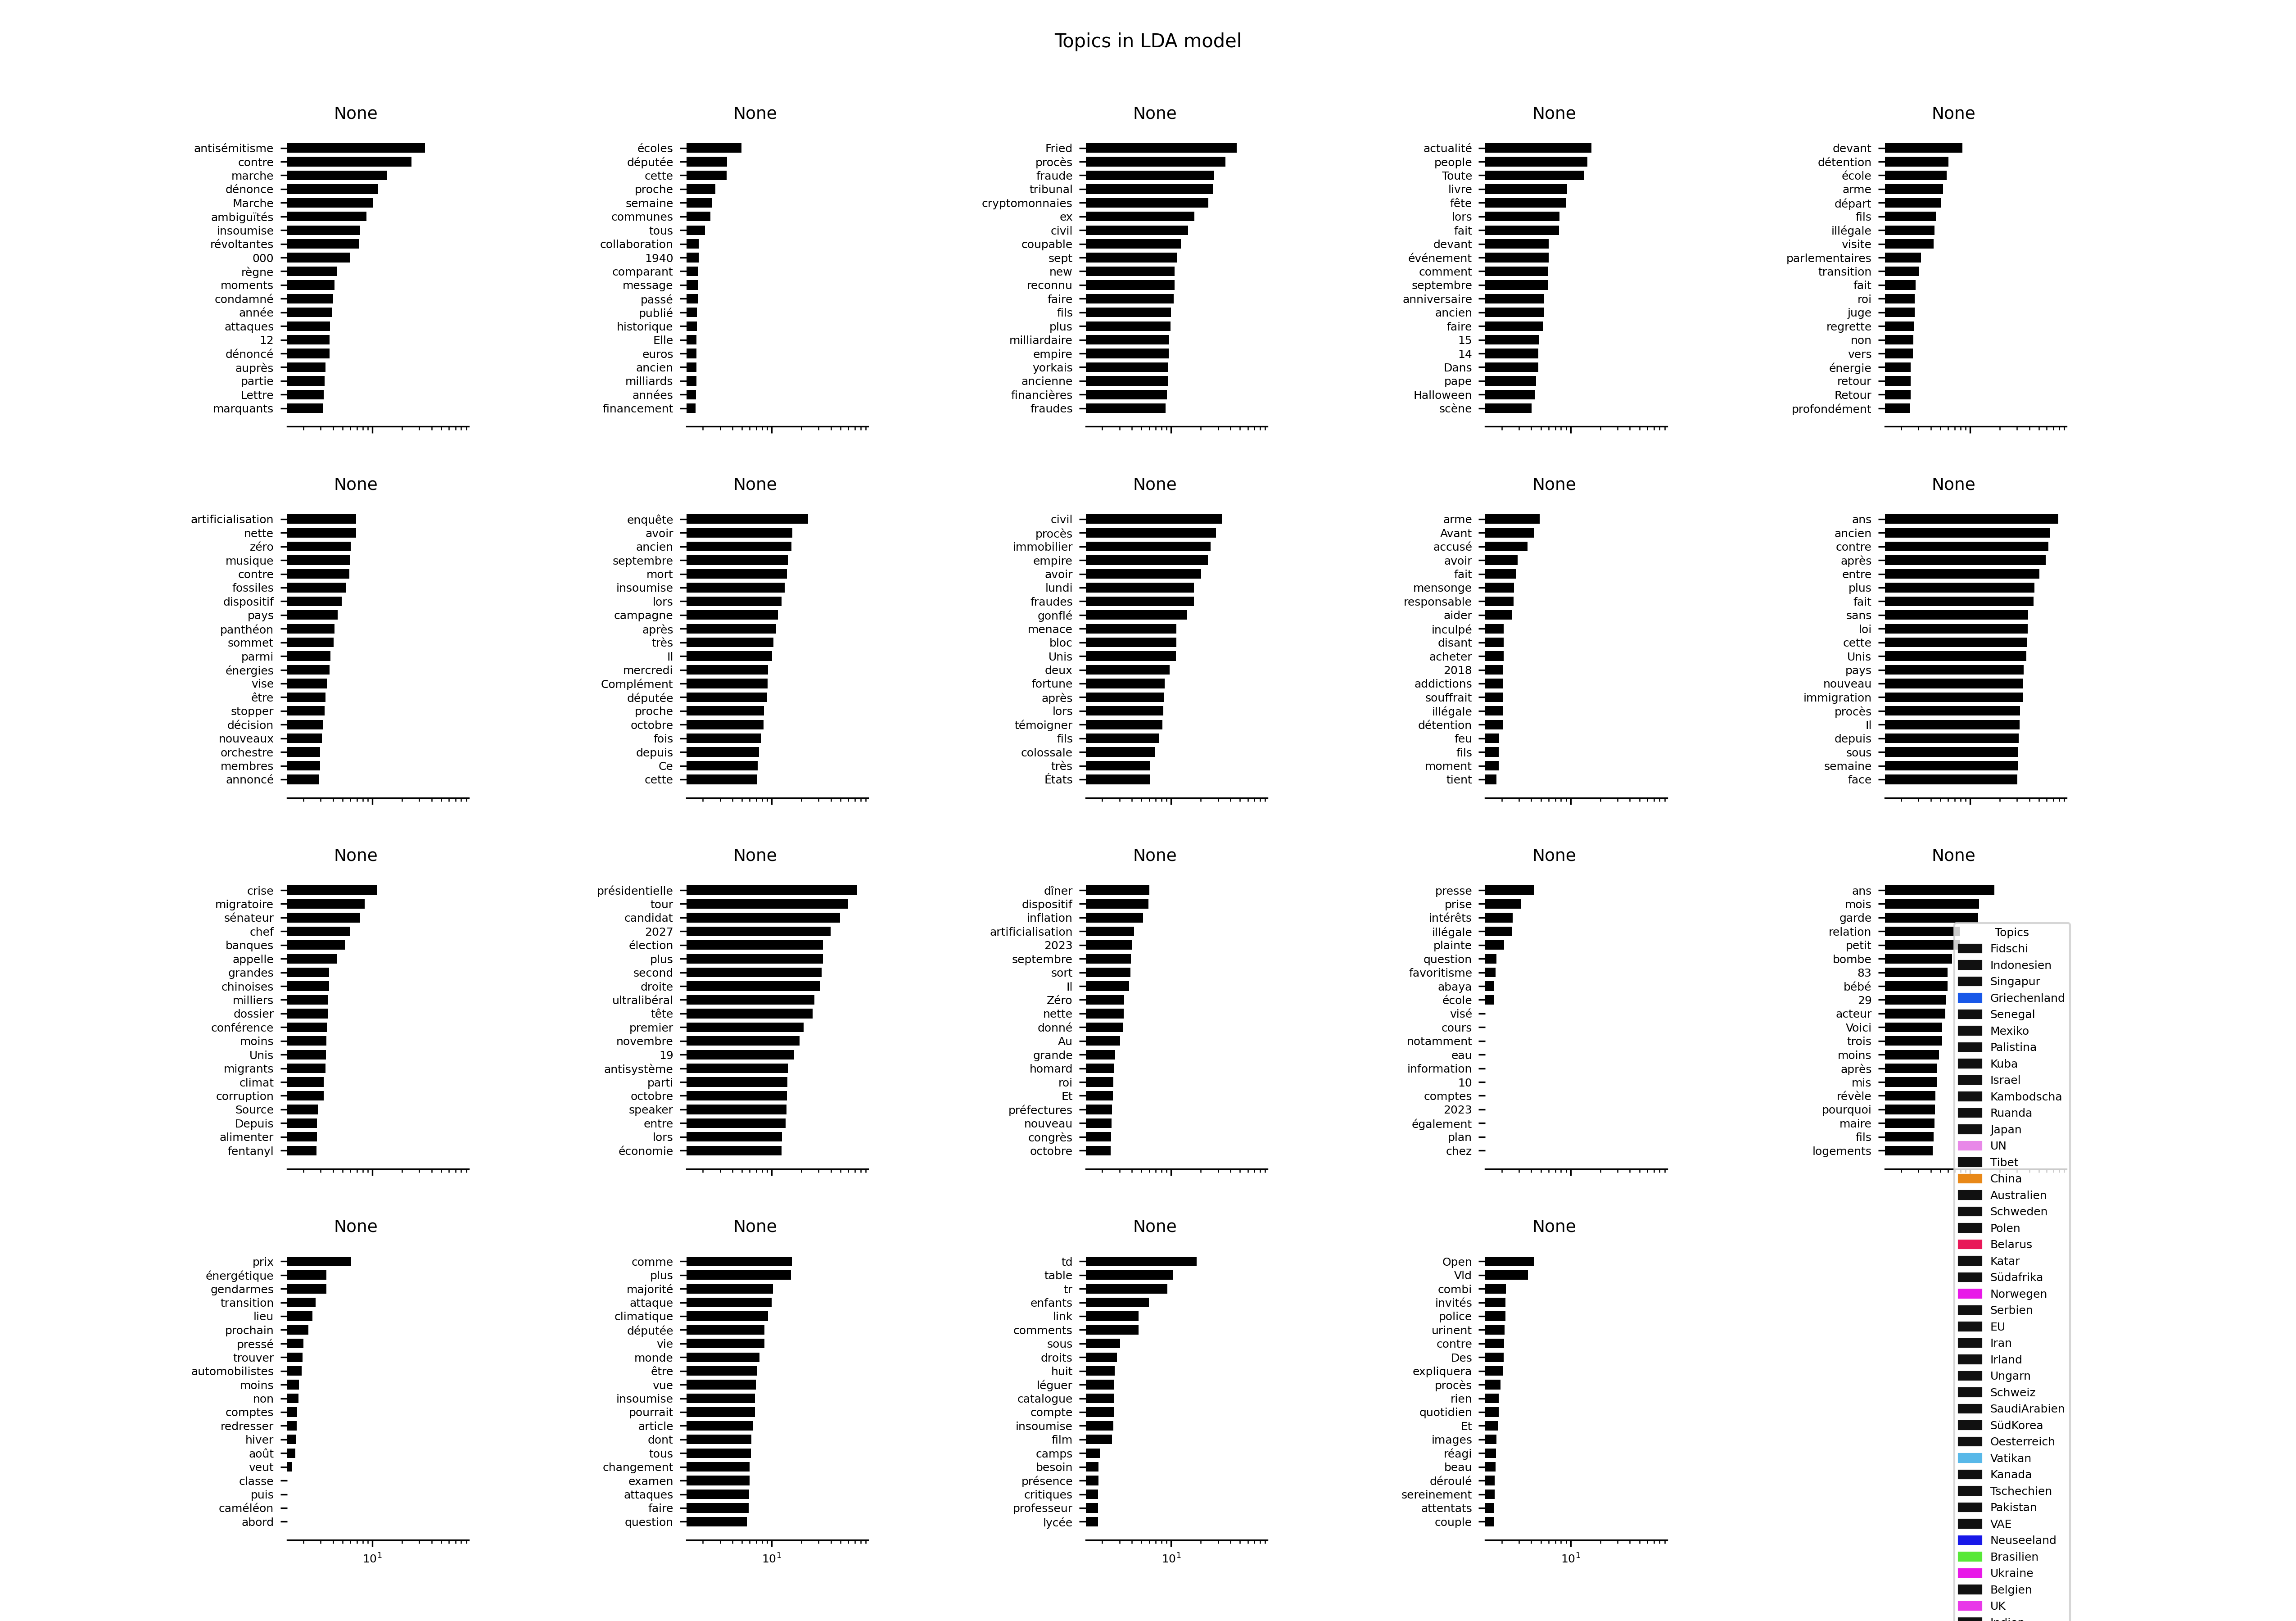 Topics in LDA model
None
antisémitisme
contre
marche
dénonce
Marche
ambiguïtés
insoumise
révoltantes
000
règne
moments
condamné
année
attaques
12
dénoncé
auprès
partie
Lettre
marquants
None
écoles
députée
cette
proche
semaine
communes
tous
collaboration
1940
comparant
message
passé
publié
historique
Elle
euros
ancien
milliards
années
financement
None
Fried
procès
fraude
tribunal
cryptomonnaies
ex
civil
coupable
sept
new
reconnu
faire
fils
plus
milliardaire
empire
yorkais
ancienne
financières
fraudes
None
actualité
people
Toute
livre
fête
lors
fait
devant
événement
comment
septembre
anniversaire
ancien
faire
15
14
Dans
pape
Halloween
scène
None
devant
détention
école
arme
départ
fils
illégale
visite
parlementaires
transition
fait
roi
juge
regrette
non
vers
énergie
retour
Retour
profondément
None
artificialisation
nette
zéro
musique
contre
fossiles
dispositif
pays
panthéon
sommet
parmi
énergies
vise
être
stopper
décision
nouveaux
orchestre
membres
annoncé
None
enquête
avoir
ancien
septembre
mort
insoumise
lors
campagne
après
très
Il
mercredi
Complément
députée
proche
octobre
fois
depuis
Ce
cette
None
civil
procès
immobilier
empire
avoir
lundi
fraudes
gonflé
menace
bloc
Unis
deux
fortune
après
lors
témoigner
fils
colossale
très
États
None
arme
Avant
accusé
avoir
fait
mensonge
responsable
aider
inculpé
disant
acheter
2018
addictions
souffrait
illégale
détention
feu
fils
moment
tient
None
ans
ancien
contre
après
entre
plus
fait
sans
loi
cette
Unis
pays
nouveau
immigration
procès
Il
depuis
sous
semaine
face
None
crise
migratoire
sénateur
chef
banques
appelle
grandes
chinoises
milliers
dossier
conférence
moins
Unis
migrants
climat
corruption
Source
Depuis
alimenter
fentanyl
None
présidentielle
tour
candidat
2027
élection
plus
second
droite
ultralibéral
tête
premier
novembre
19
antisystème
parti
octobre
speaker
entre
lors
économie
None
dîner
dispositif
inflation
artificialisation
2023
septembre
sort
Il
Zéro
nette
donné
Au
grande
homard
roi
Et
préfectures
nouveau
congrès
octobre
None
presse
prise
intérêts
illégale
plainte
question
favoritisme
abaya
école
visé
cours
notamment
eau
information
10
comptes
2023
également
plan
chez
None
ans
mois
garde
relation
petit
bombe
83
bébé
29
acteur
Voici
trois
moins
après
mis
révèle
pourquoi
maire
fils
logements
None
prix
énergétique
gendarmes
transition
lieu
prochain
pressé
trouver
automobilistes
moins
non
comptes
redresser
hiver
août
veut
classe
puis
caméléon
abord
10¹
None
comme
plus
majorité
attaque
climatique
députée
vie
monde
être
vue
insoumise
pourrait
article
dont
tous
changement
examen
attaques
faire
question
10¹
None
td
table
tr
enfants
link
comments
sous
droits
huit
léguer
catalogue
compte
insoumise
film
camps
besoin
présence
critiques
professeur
lycée
10¹
None
Open
Vld
combi
invités
police
urinent
contre
Des
expliquera
procès
rien
quotidien
Et
images
réagi
beau
déroulé
sereinement
attentats
couple
10¹
Topics
Fidschi
Indonesien
Singapur
Griechenland
Senegal
Mexiko
Palistina
Kuba
Israel
Kambodscha
Ruanda
Japan
UN
Tibet
China
Australien
Schweden
Polen
Belarus
Katar
Südafrika
Norwegen
Serbien
EU
Iran
Irland
Ungarn
Schweiz
SaudiArabien
SüdKorea
Oesterreich
Vatikan
Kanada
Tschechien
Pakistan
VAE
Neuseeland
Brasilien
Ukraine
Belgien
UK